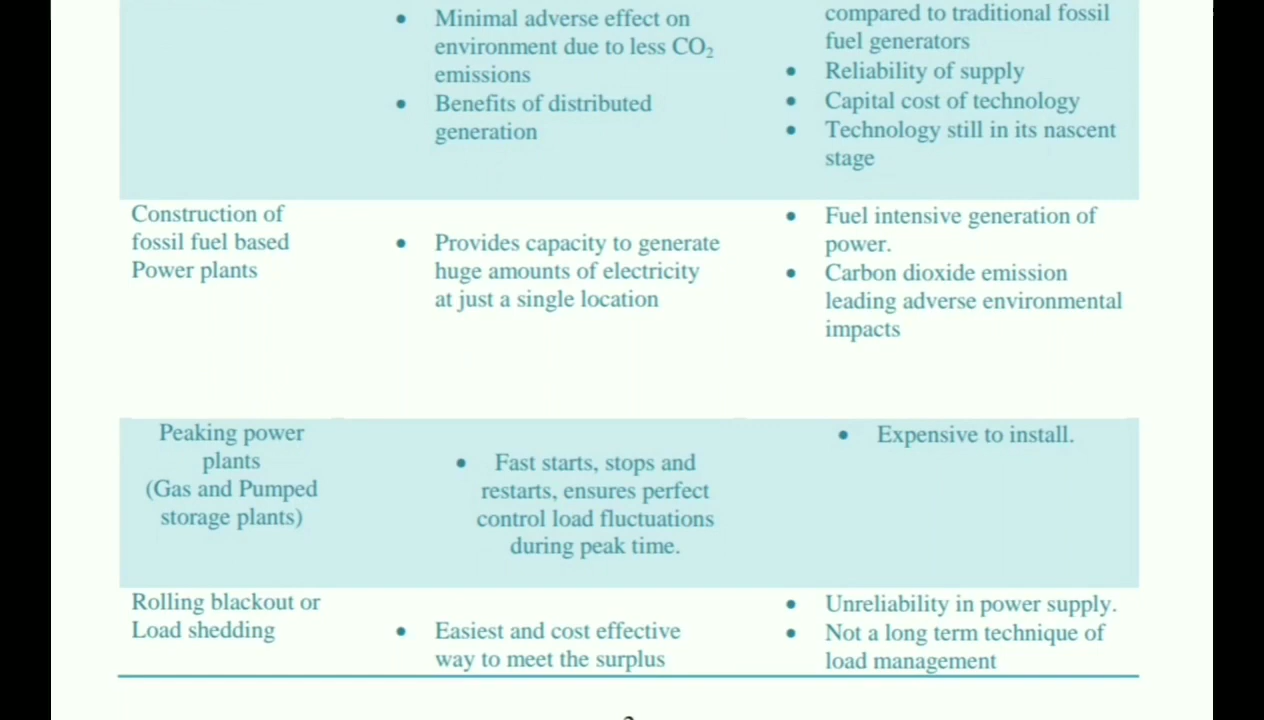 Minimal adverse effect on
environment due to less CO₂
emissions
Benefits of distributed
generation
compared to traditional fossil
fuel generators
Reliability of supply
Capital cost of technology
Technology still in its nascent
stage
Construction of
fossil fuel based
Power plants
Provides capacity to generate
huge amounts of electricity
at just a single location
Fuel intensive generation of
power.
Carbon dioxide emission
leading adverse environmental
impacts
Peaking power
plants
(Gas and Pumped
storage plants)
Fast starts, stops and
restarts, ensures perfect
control load fluctuations
during peak time.
Expensive to install.
Rolling blackout or
Load shedding
Easiest and cost effective
way to meet the surplus
Unreliability in power supply.
Not a long term technique of
load management